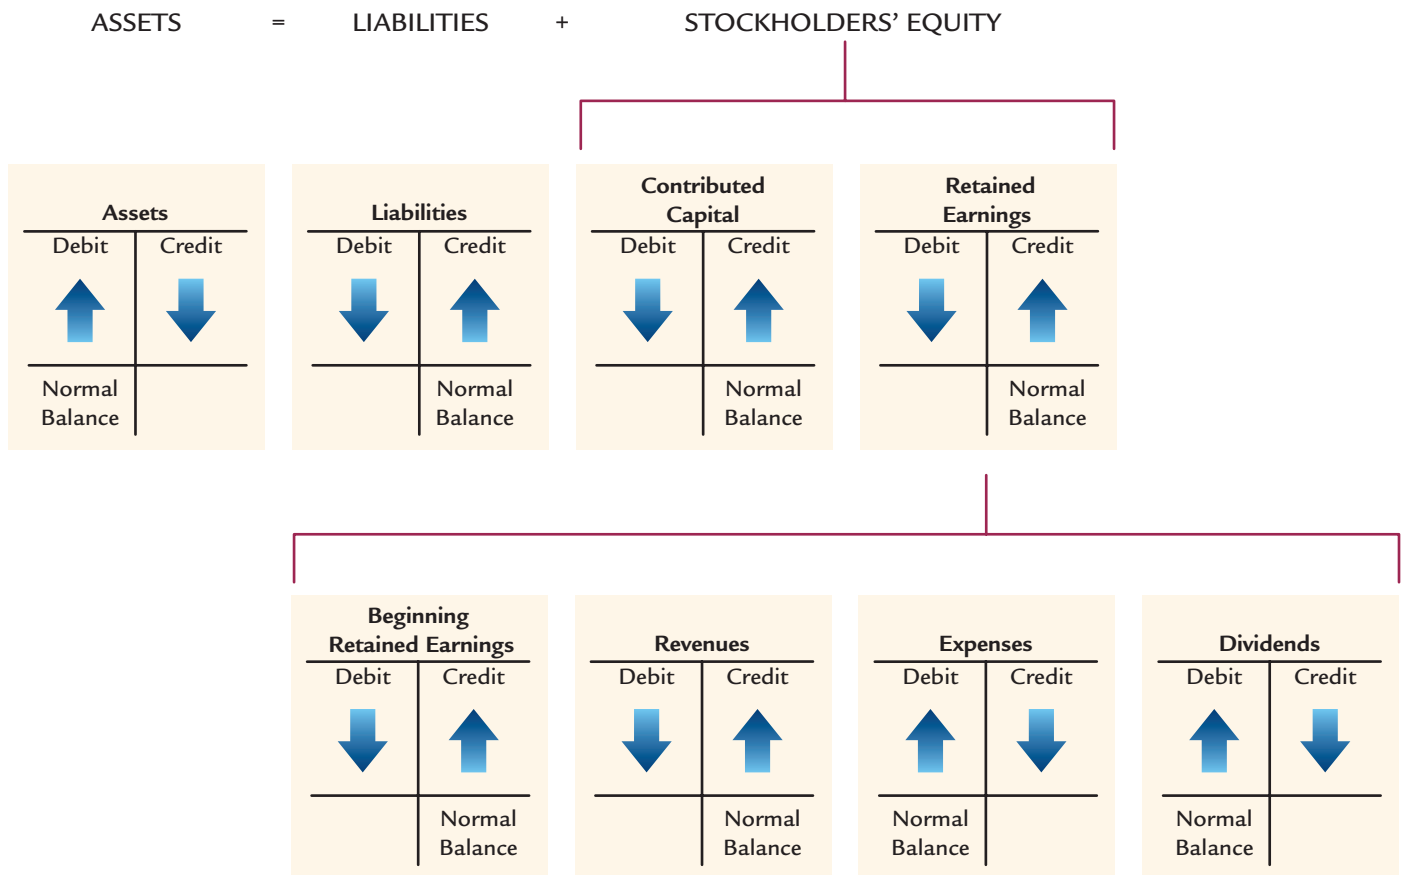 ASSETS = LIABILITIES + STOCKHOLDERS’ EQUITY
Assets
Debit Credit
Normal
Balance
Liabilities
Debit Credit
Normal
Balance
Contributed
Capital
Debit Credit
Normal
Balance
Retained
Earnings
Debit Credit
Normal
Balance
Beginning
Retained Earnings
Debit Credit
Normal
Balance
Revenues
Debit Credit
Normal
Balance
Expenses
Debit Credit
Normal
Balance
Dividends
Debit Credit
Normal
Balance